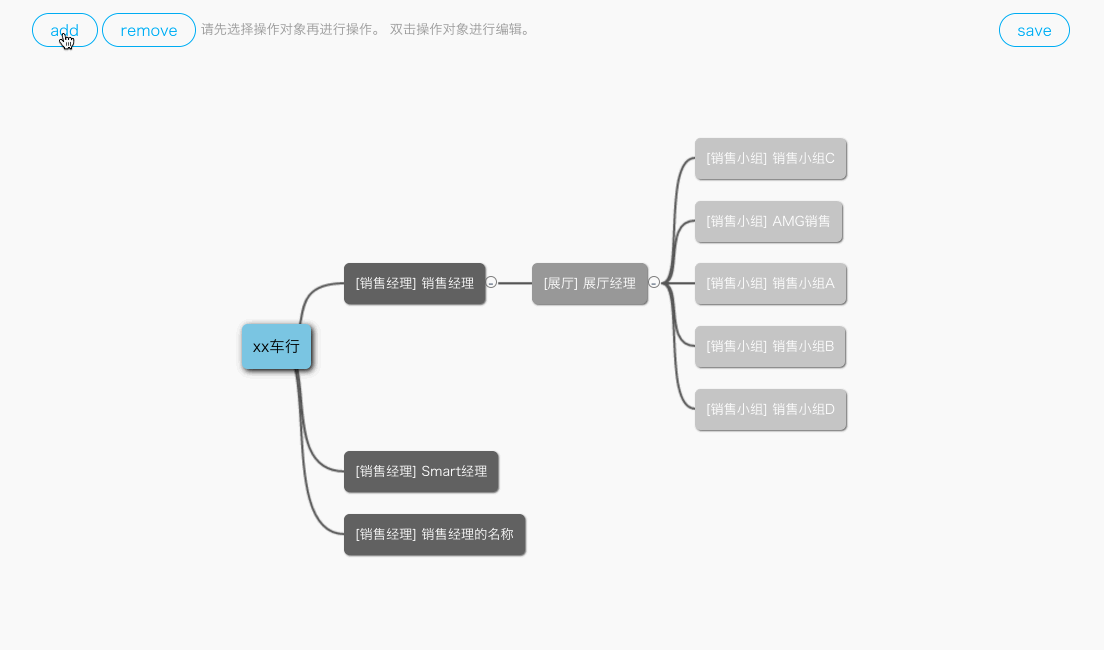 add remove 请先选择操作对象再进行操作。 双击操作对象进行编辑。 save
[销售小组] 销售小组C
[销售小组] AMG销售
[销售经理] 销售经理
[展厅] 展厅经理
[销售小组] 销售小组A
xx车行
[销售小组] 销售小组B
[销售小组] 销售小组D
[销售经理] Smart经理
[销售经理] 销售经理的名称